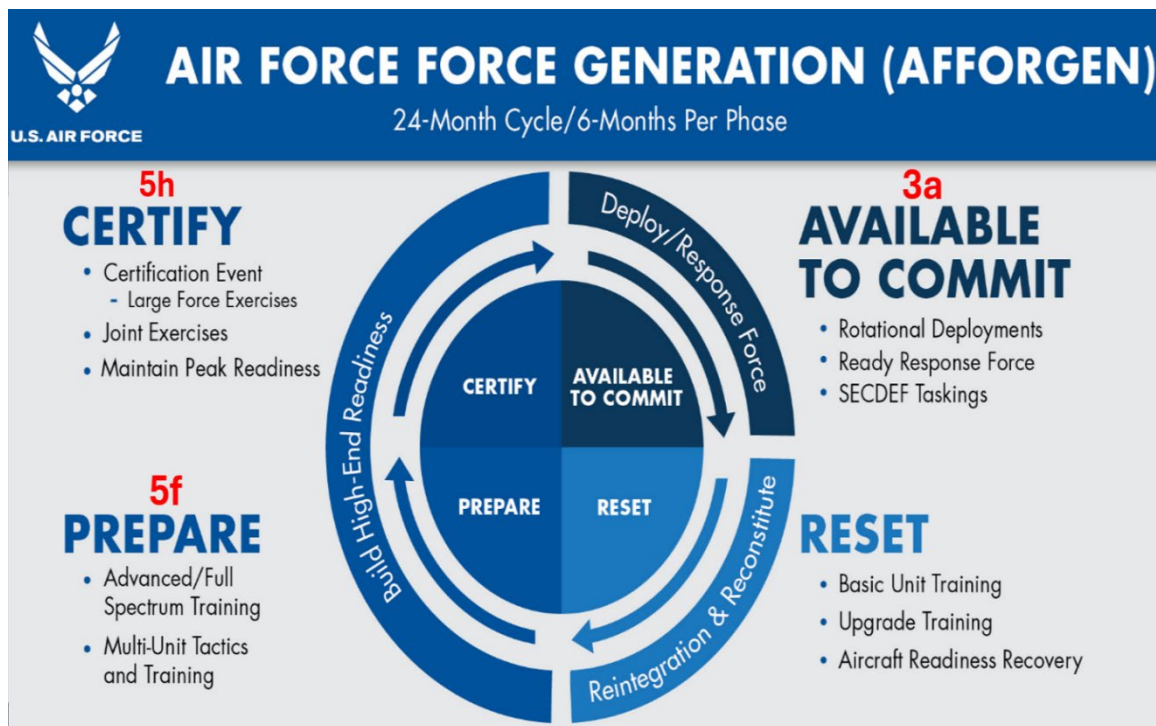 U.S. AIR FORCE
AIR FORCE FORCE GENERATION (AFFORGEN)
24-Month Cycle/6-Months Per Phase
5h
CERTIFY
• Certification Event
- Large Force Exercises
• Joint Exercises
• Maintain Peak Readiness
3a
AVAILABLE
TO COMMIT
• Rotational Deployments
• Ready Response Force
• SECDEF Taskings
Build High-End Readiness
Deploy/Response Force
CERTIFY
AVAILABLE
TO COMMIT
PREPARE
RESET
Reintegration & Reconstitute
5f
PREPARE
• Advanced/Full
Spectrum Training
• Multi-Unit Tactics
and Training
RESET
• Basic Unit Training
• Upgrade Training
• Aircraft Readiness Recovery